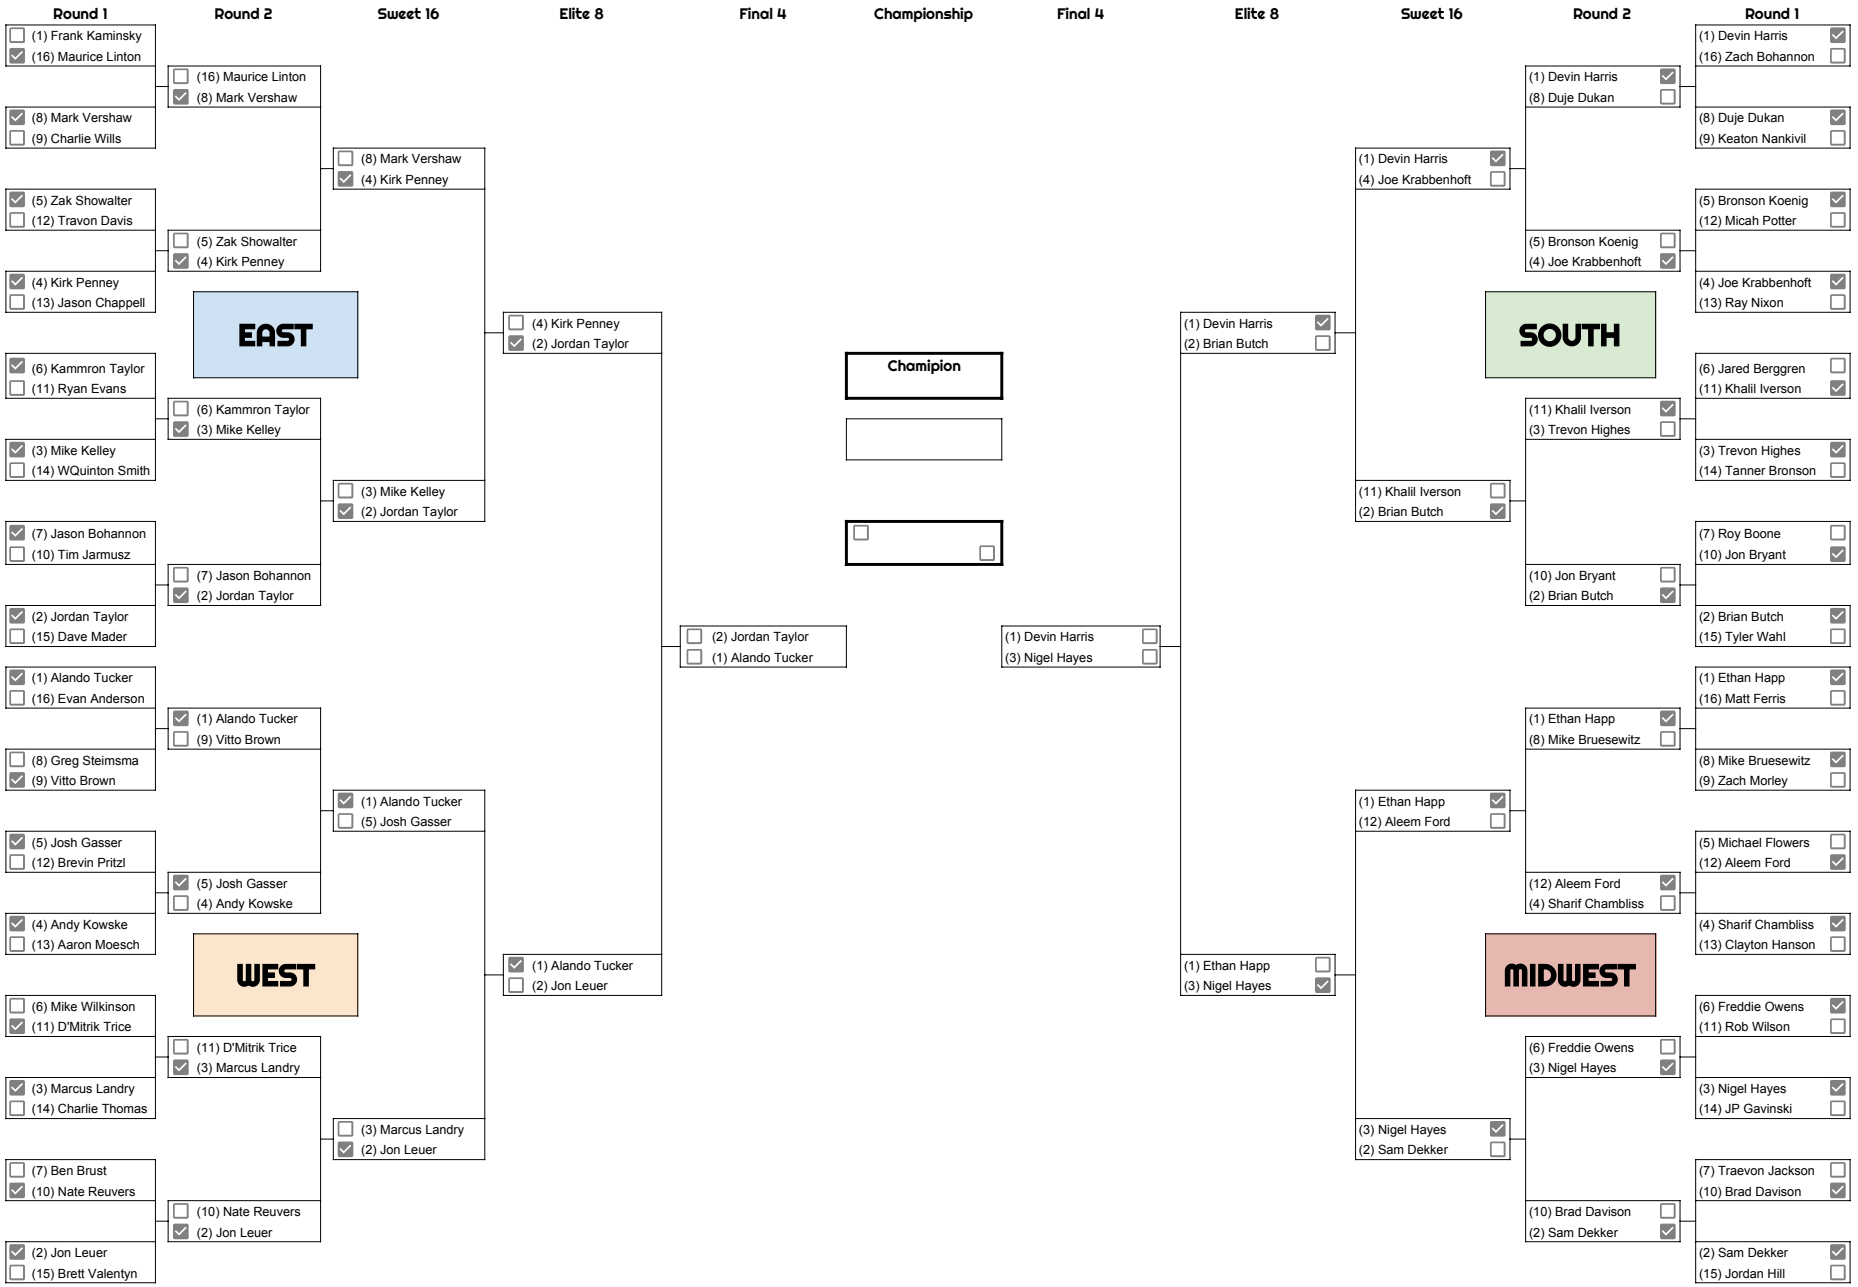 Round 1
Round 2
Sweet 16
Elite 8
Final 4
Championship
Final 4
Elite 8
Sweet 16
Round 2
Round 1
(1) Frank Kaminsky
(16) Maurice Linton
(8) Mark Vershaw
(9) Charlie Wills
(5) Zak Showalter
(12) Travon Davis
(4) Kirk Penney
(13) Jason Chappell
(6) Kammron Taylor
(11) Ryan Evans
(3) Mike Kelley
(14) WQuinton Smith
(7) Jason Bohannon
(10) Tim Jarmusz
(2) Jordan Taylor
(15) Dave Mader
(1) Alando Tucker
(16) Evan Anderson
(8) Greg Steimsma
(9) Vitto Brown
(5) Josh Gasser
(12) Brevin Pritzl
(4) Andy Kowske
(13) Aaron Moesch
(6) Mike Wilkinson
(11) D'Mitrik Trice
(3) Marcus Landry
(14) Charlie Thomas
(7) Ben Brust
(10) Nate Reuvers
(2) Jon Leuer
(15) Brett Valentyn
(16) Maurice Linton
(8) Mark Vershaw
(5) Zak Showalter
(4) Kirk Penney
EAST
(6) Kammron Taylor
(3) Mike Kelley
(7) Jason Bohannon
(2) Jordan Taylor
(1) Alando Tucker
(9) Vitto Brown
(5) Josh Gasser
(4) Andy Kowske
WEST
(11) D'Mitrik Trice
(3) Marcus Landry
(10) Nate Reuvers
(2) Jon Leuer
(8) Mark Vershaw
(4) Kirk Penney
(3) Mike Kelley
(2) Jordan Taylor
(1) Alando Tucker
(5) Josh Gasser
(3) Marcus Landry
(2) Jon Leuer
(4) Kirk Penney
(2) Jordan Taylor
(1) Alando Tucker
(2) Jon Leuer
(2) Jordan Taylor
(1) Alando Tucker
Chamipion
(1) Devin Harris
(3) Nigel Hayes
(1) Devin Harris
(2) Brian Butch
(1) Ethan Happ
(3) Nigel Hayes
(1) Devin Harris
(4) Joe Krabbenhoft
(11) Khalil Iverson
(2) Brian Butch
(1) Ethan Happ
(12) Aleem Ford
(3) Nigel Hayes
(2) Sam Dekker
(1) Devin Harris
(8) Duje Dukan
(5) Bronson Koenig
(4) Joe Krabbenhoft
SOUTH
(11) Khalil Iverson
(3) Trevon Highes
(10) Jon Bryant
(2) Brian Butch
(1) Ethan Happ
(8) Mike Bruesewitz
(12) Aleem Ford
(4) Sharif Chambliss
MIDWEST
(6) Freddie Owens
(3) Nigel Hayes
(10) Brad Davison
(2) Sam Dekker
(1) Devin Harris
(16) Zach Bohannon
(8) Duje Dukan
(9) Keaton Nankivil
(5) Bronson Koenig
(12) Micah Potter
(4) Joe Krabbenhoft
(13) Ray Nixon
(6) Jared Berggren
(11) Khalil Iverson
(3) Trevon Highes
(14) Tanner Bronson
(7) Roy Boone
(10) Jon Bryant
(2) Brian Butch
(15) Tyler Wahl
(1) Ethan Happ
(16) Matt Ferris
(8) Mike Bruesewitz
(9) Zach Morley
(5) Michael Flowers
(12) Aleem Ford
(4) Sharif Chambliss
(13) Clayton Hanson
(6) Freddie Owens
(11) Rob Wilson
(3) Nigel Hayes
(14) JP Gavinski
(7) Traevon Jackson
(10) Brad Davison
(2) Sam Dekker
(15) Jordan Hill